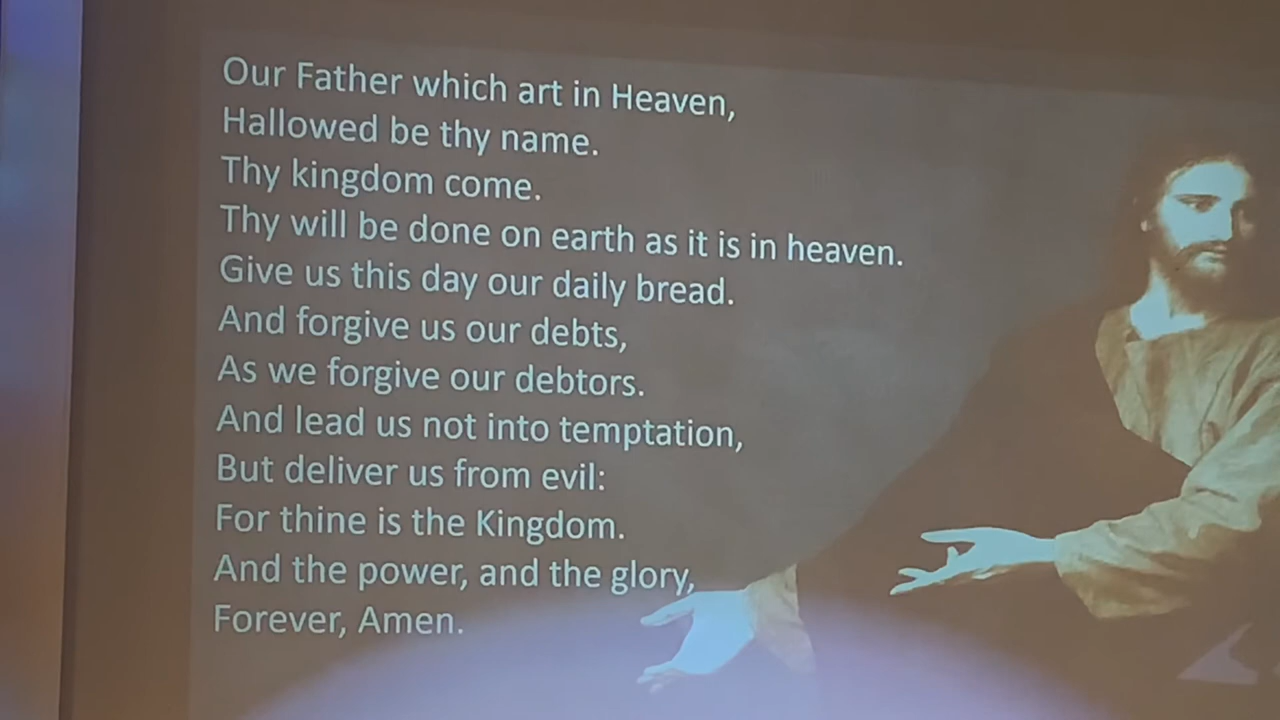 Our Father which art in Heaven,
Hallowed be thy name.
Thy kingdom come.
Thy will be done on earth as it is in heaven.
Give us this day our daily bread.
And forgive us our debts,
As we forgive our debtors.
And lead us not into temptation,
But deliver us from evil:
For thine is the Kingdom.
And the power, and the glory,
Forever, Amen.